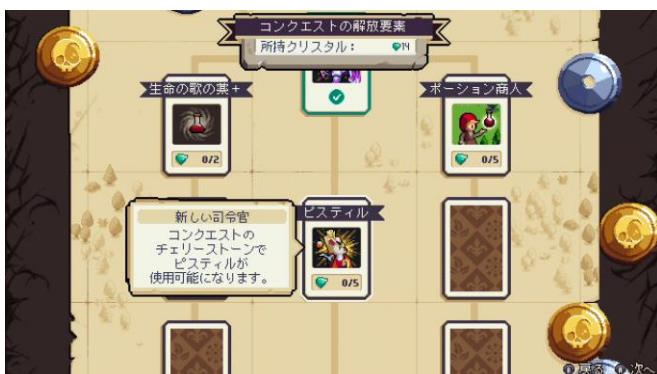 コンクエストの解放要素
所持クリスタル： 14
生命の歌の薬＋
0/2
ポーション商人
0/5
新しい司令官
コンクエストの
チェリーストーンで
ピスティルが
使用可能になります。
ピスティル
0/5
B 戻る A 次へ